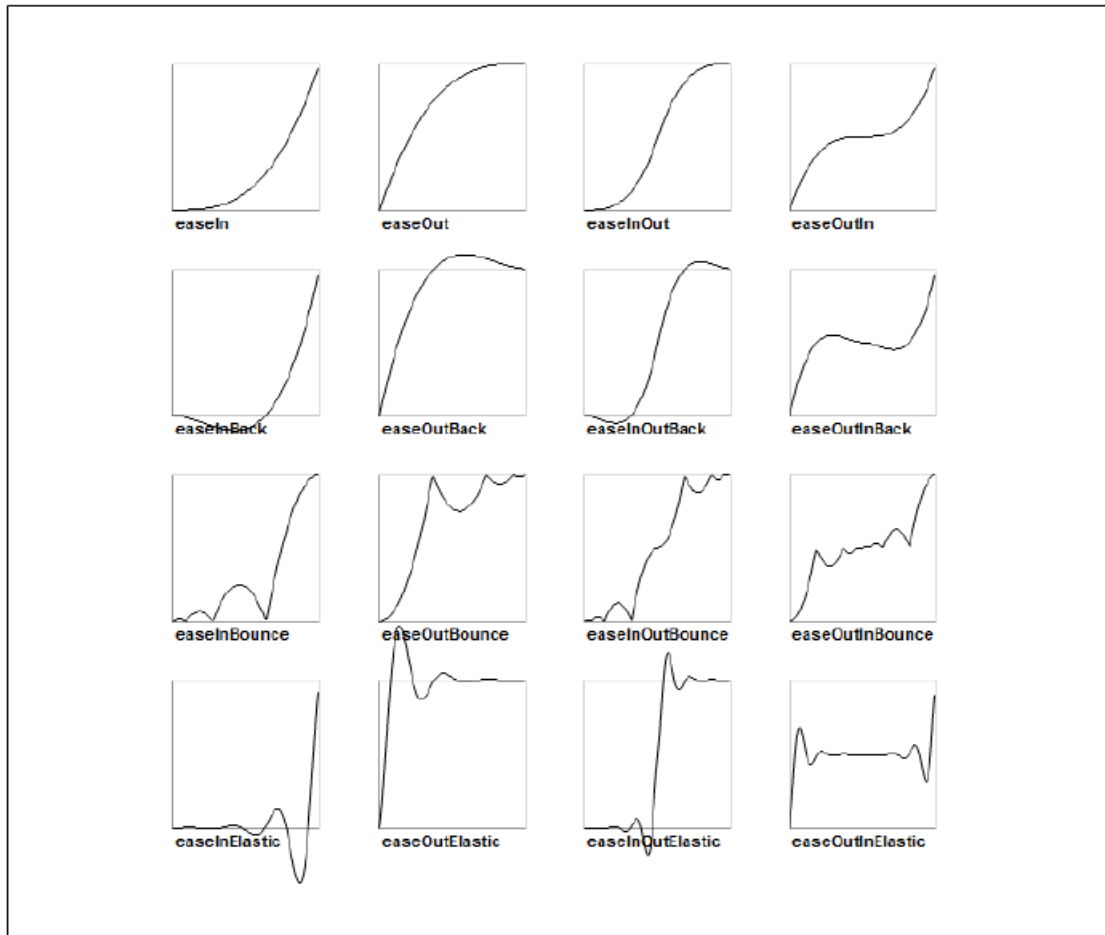 easeIn easeOut easeInOut easeOutIn
easeInBack easeOutBack easeInOutBack easeOutInBack
easeInBounce easeOutBounce easeInOutBounce easeOutInBounce
easeInElastic easeOutElastic easeInOutElastic easeOutInElastic